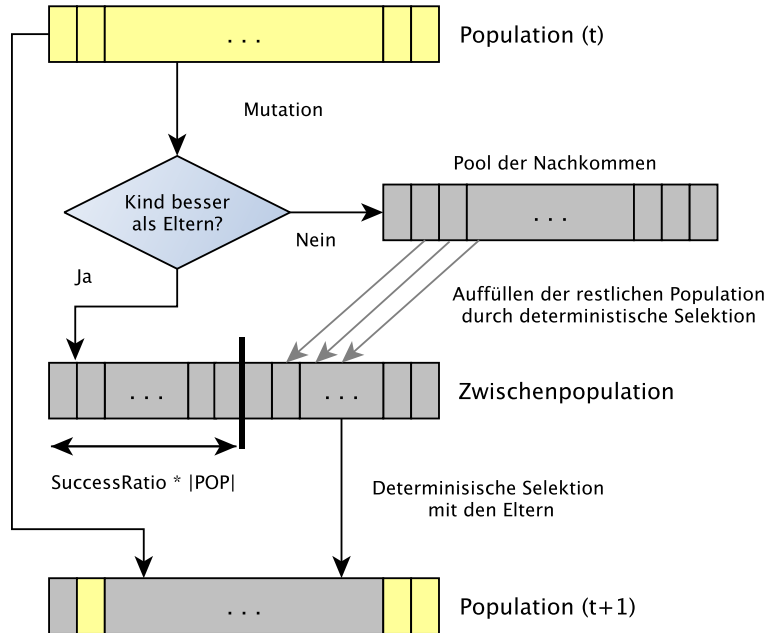 . . .
Population (t)
Mutation
Pool der Nachkommen
Kind besser
als Eltern?
. . .
Nein
Ja
Auffüllen der restlichen Population
durch deterministische Selektion
. . .
. . .
Zwischenpopulation
SuccessRatio * |POP|
Determinisische Selektion
mit den Eltern
. . .
Population (t+1)